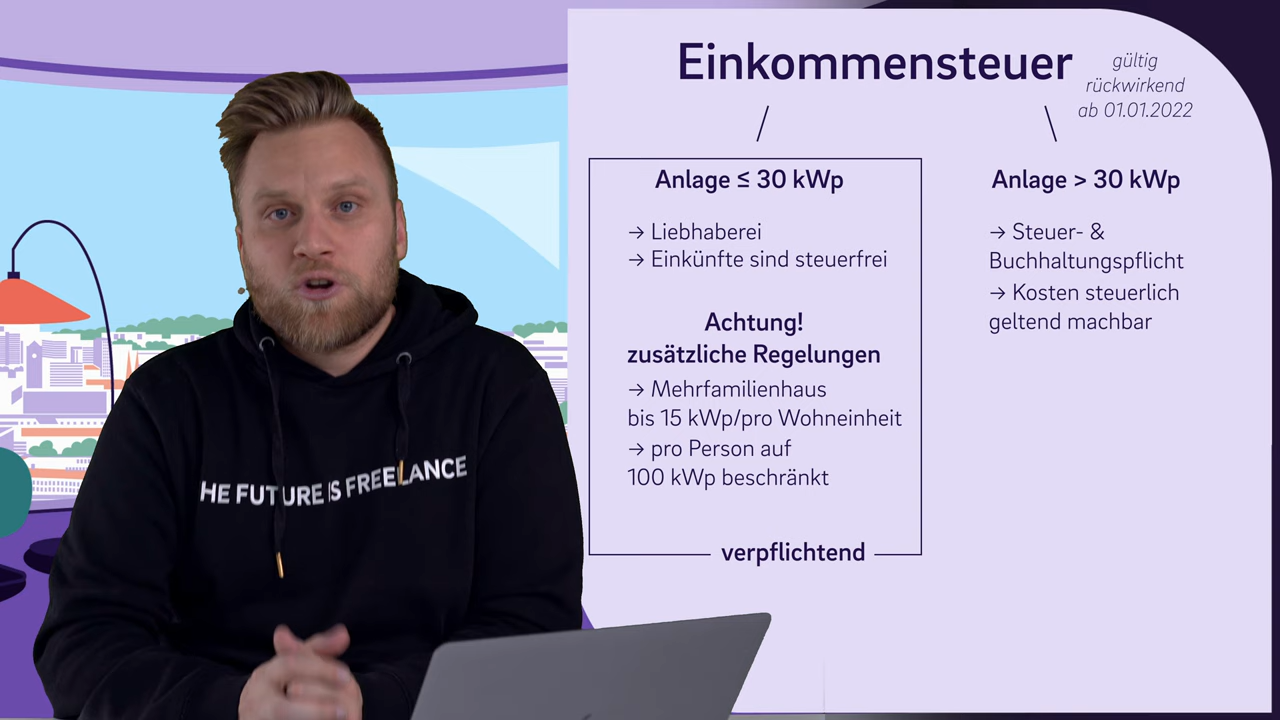 Einkommensteuer
gültig
rückwirkend
ab 01.01.2022
Anlage ≤ 30 kWp
→ Liebhaberei
→ Einkünfte sind steuerfrei
Achtung!
zusätzliche Regelungen
→ Mehrfamilienhaus
bis 15 kWp/pro Wohneinheit
→ pro Person auf
100 kWp beschränkt
verpflichtend
Anlage > 30 kWp
→ Steuer- &
Buchhaltungspflicht
→ Kosten steuerlich
geltend machbar
HE FUTURE IS FREELANCE